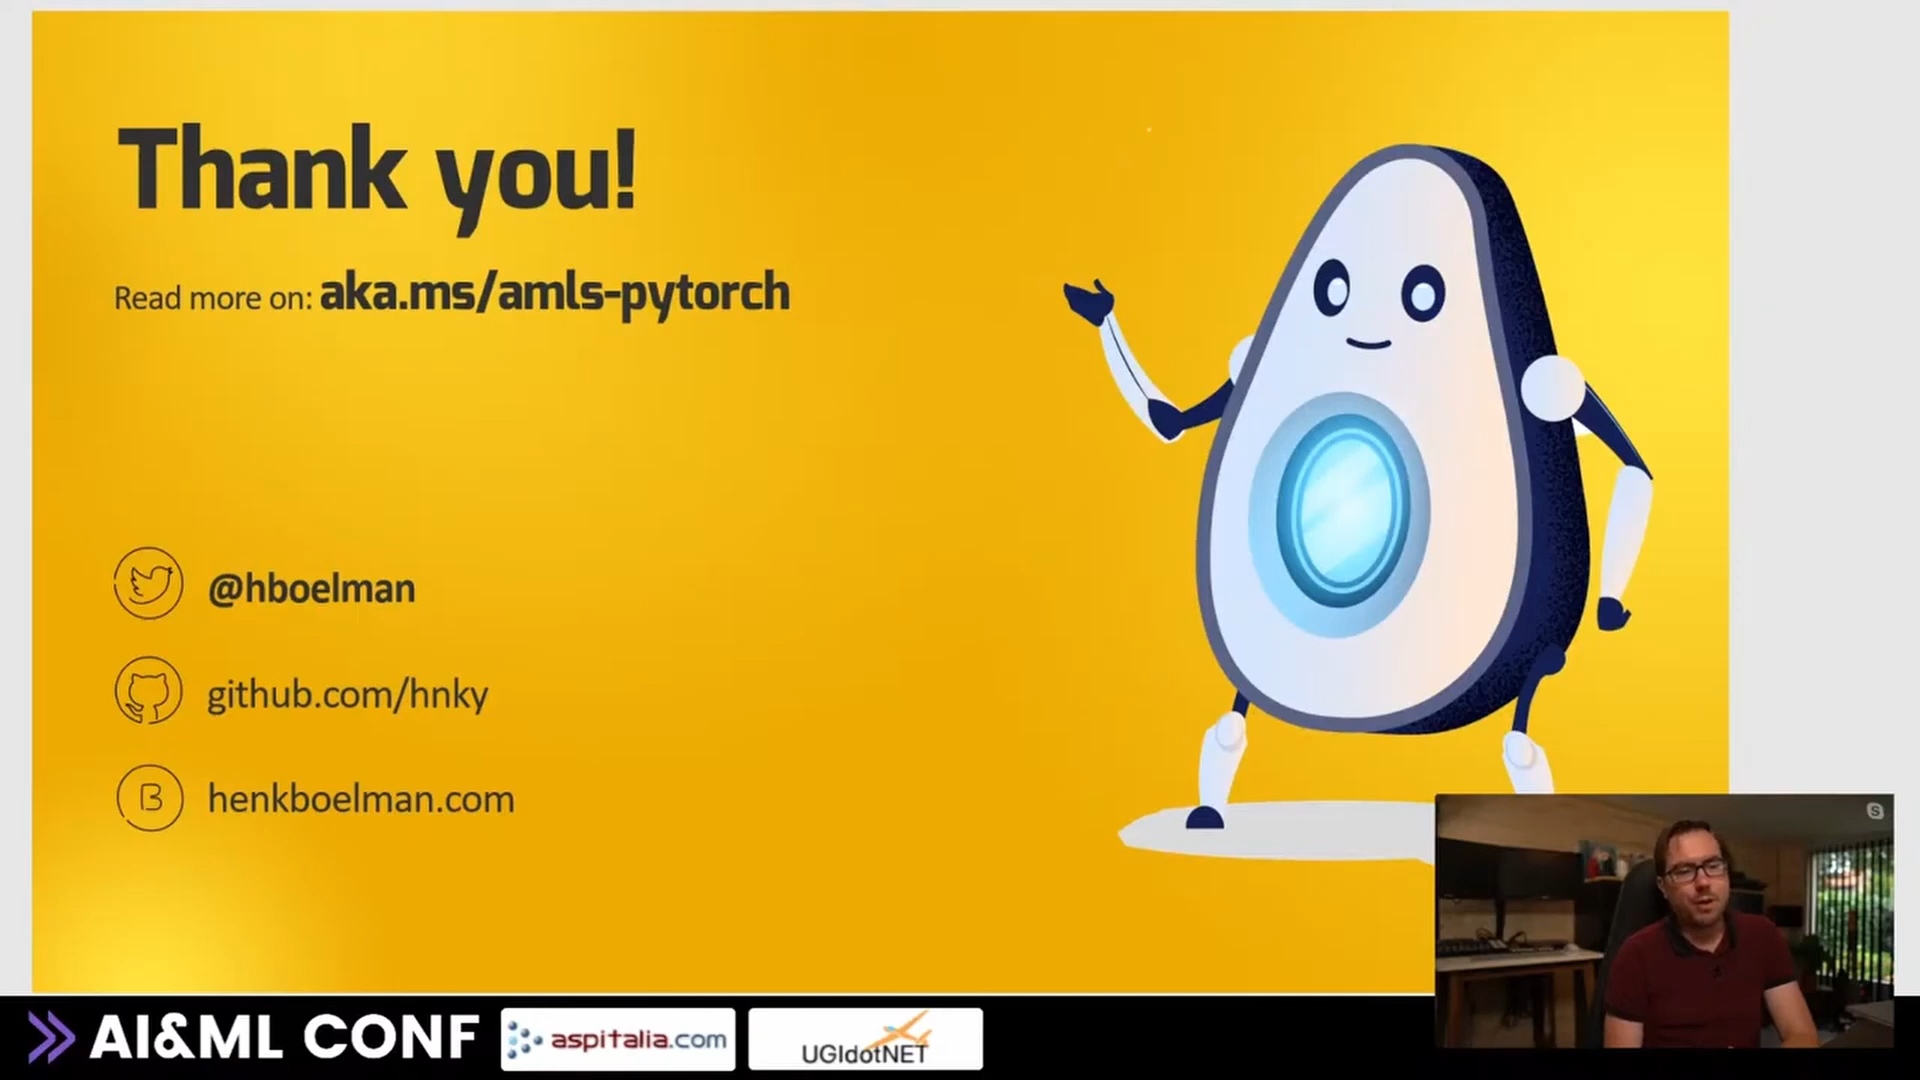 Thank you!
Read more on: aka.ms/amls-pytorch
@hboelman
github.com/hnky
B henkboelman.com
AI&ML CONF
aspitalia.com
UGIdotNET